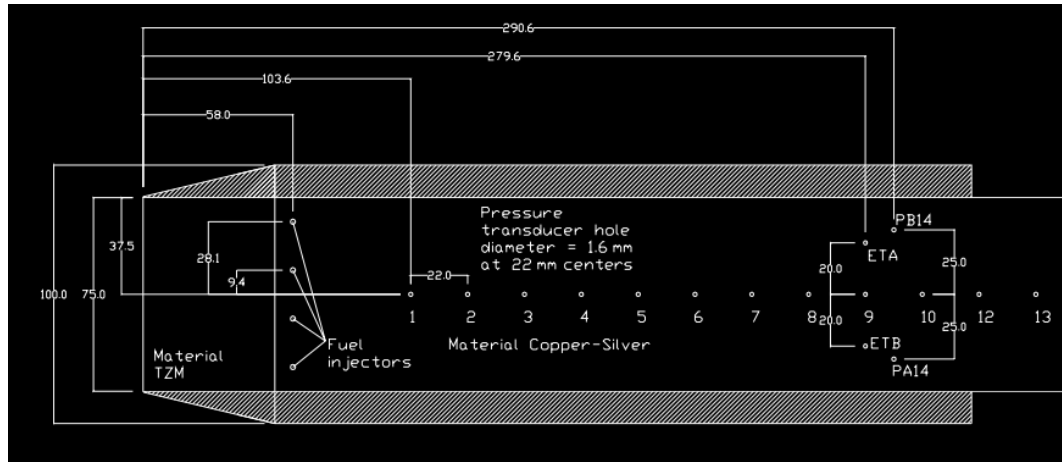 290.6
279.6
103.6
58.0
Pressure
transducer hole
diameter = 1.6 mm
at 22 mm centers
PB14
37.5
28.1
ETA
9.4
22.0
20.0
25.0
100.0
75.0
1 2 3 4 5 6 7 8 9 10 12 13
20.0
25.0
Fuel
injectors
Material Copper-Silver
ETB
Material
TZM
PA14